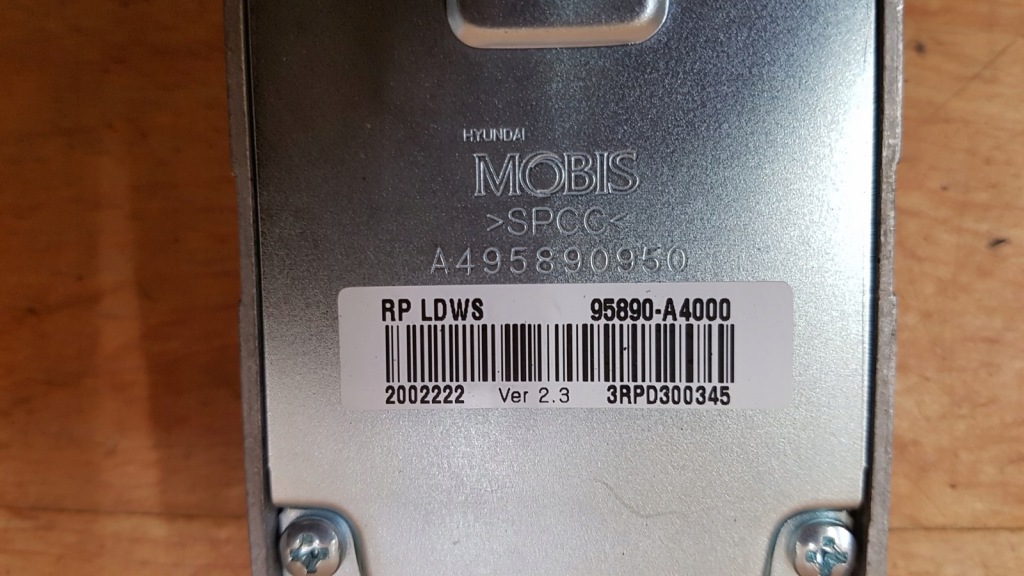 HYUNDAI
MOBIS
>SPCC<
A495890950
RP LDWS 95890-A4000
2002222 Ver 2.3 3RPD300345